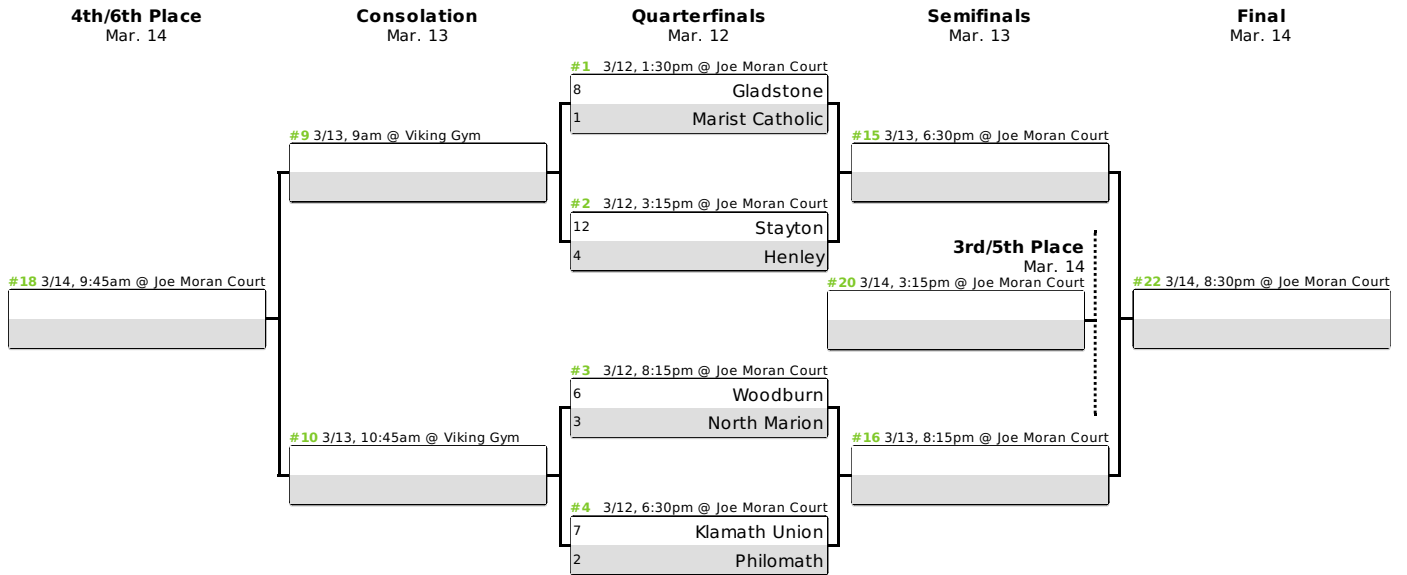 4th/6th Place
Mar. 14
Consolation
Mar. 13
Quarterfinals
Mar. 12
Semifinals
Mar. 13
Final
Mar. 14
#1 3/12, 1:30pm @ Joe Moran Court
8 Gladstone
1 Marist Catholic
#9 3/13, 9am @ Viking Gym
#15 3/13, 6:30pm @ Joe Moran Court
#2 3/12, 3:15pm @ Joe Moran Court
12 Stayton
4 Henley
3rd/5th Place
Mar. 14
#18 3/14, 9:45am @ Joe Moran Court
#20 3/14, 3:15pm @ Joe Moran Court
#22 3/14, 8:30pm @ Joe Moran Court
#3 3/12, 8:15pm @ Joe Moran Court
6 Woodburn
3 North Marion
#10 3/13, 10:45am @ Viking Gym
#16 3/13, 8:15pm @ Joe Moran Court
#4 3/12, 6:30pm @ Joe Moran Court
7 Klamath Union
2 Philomath